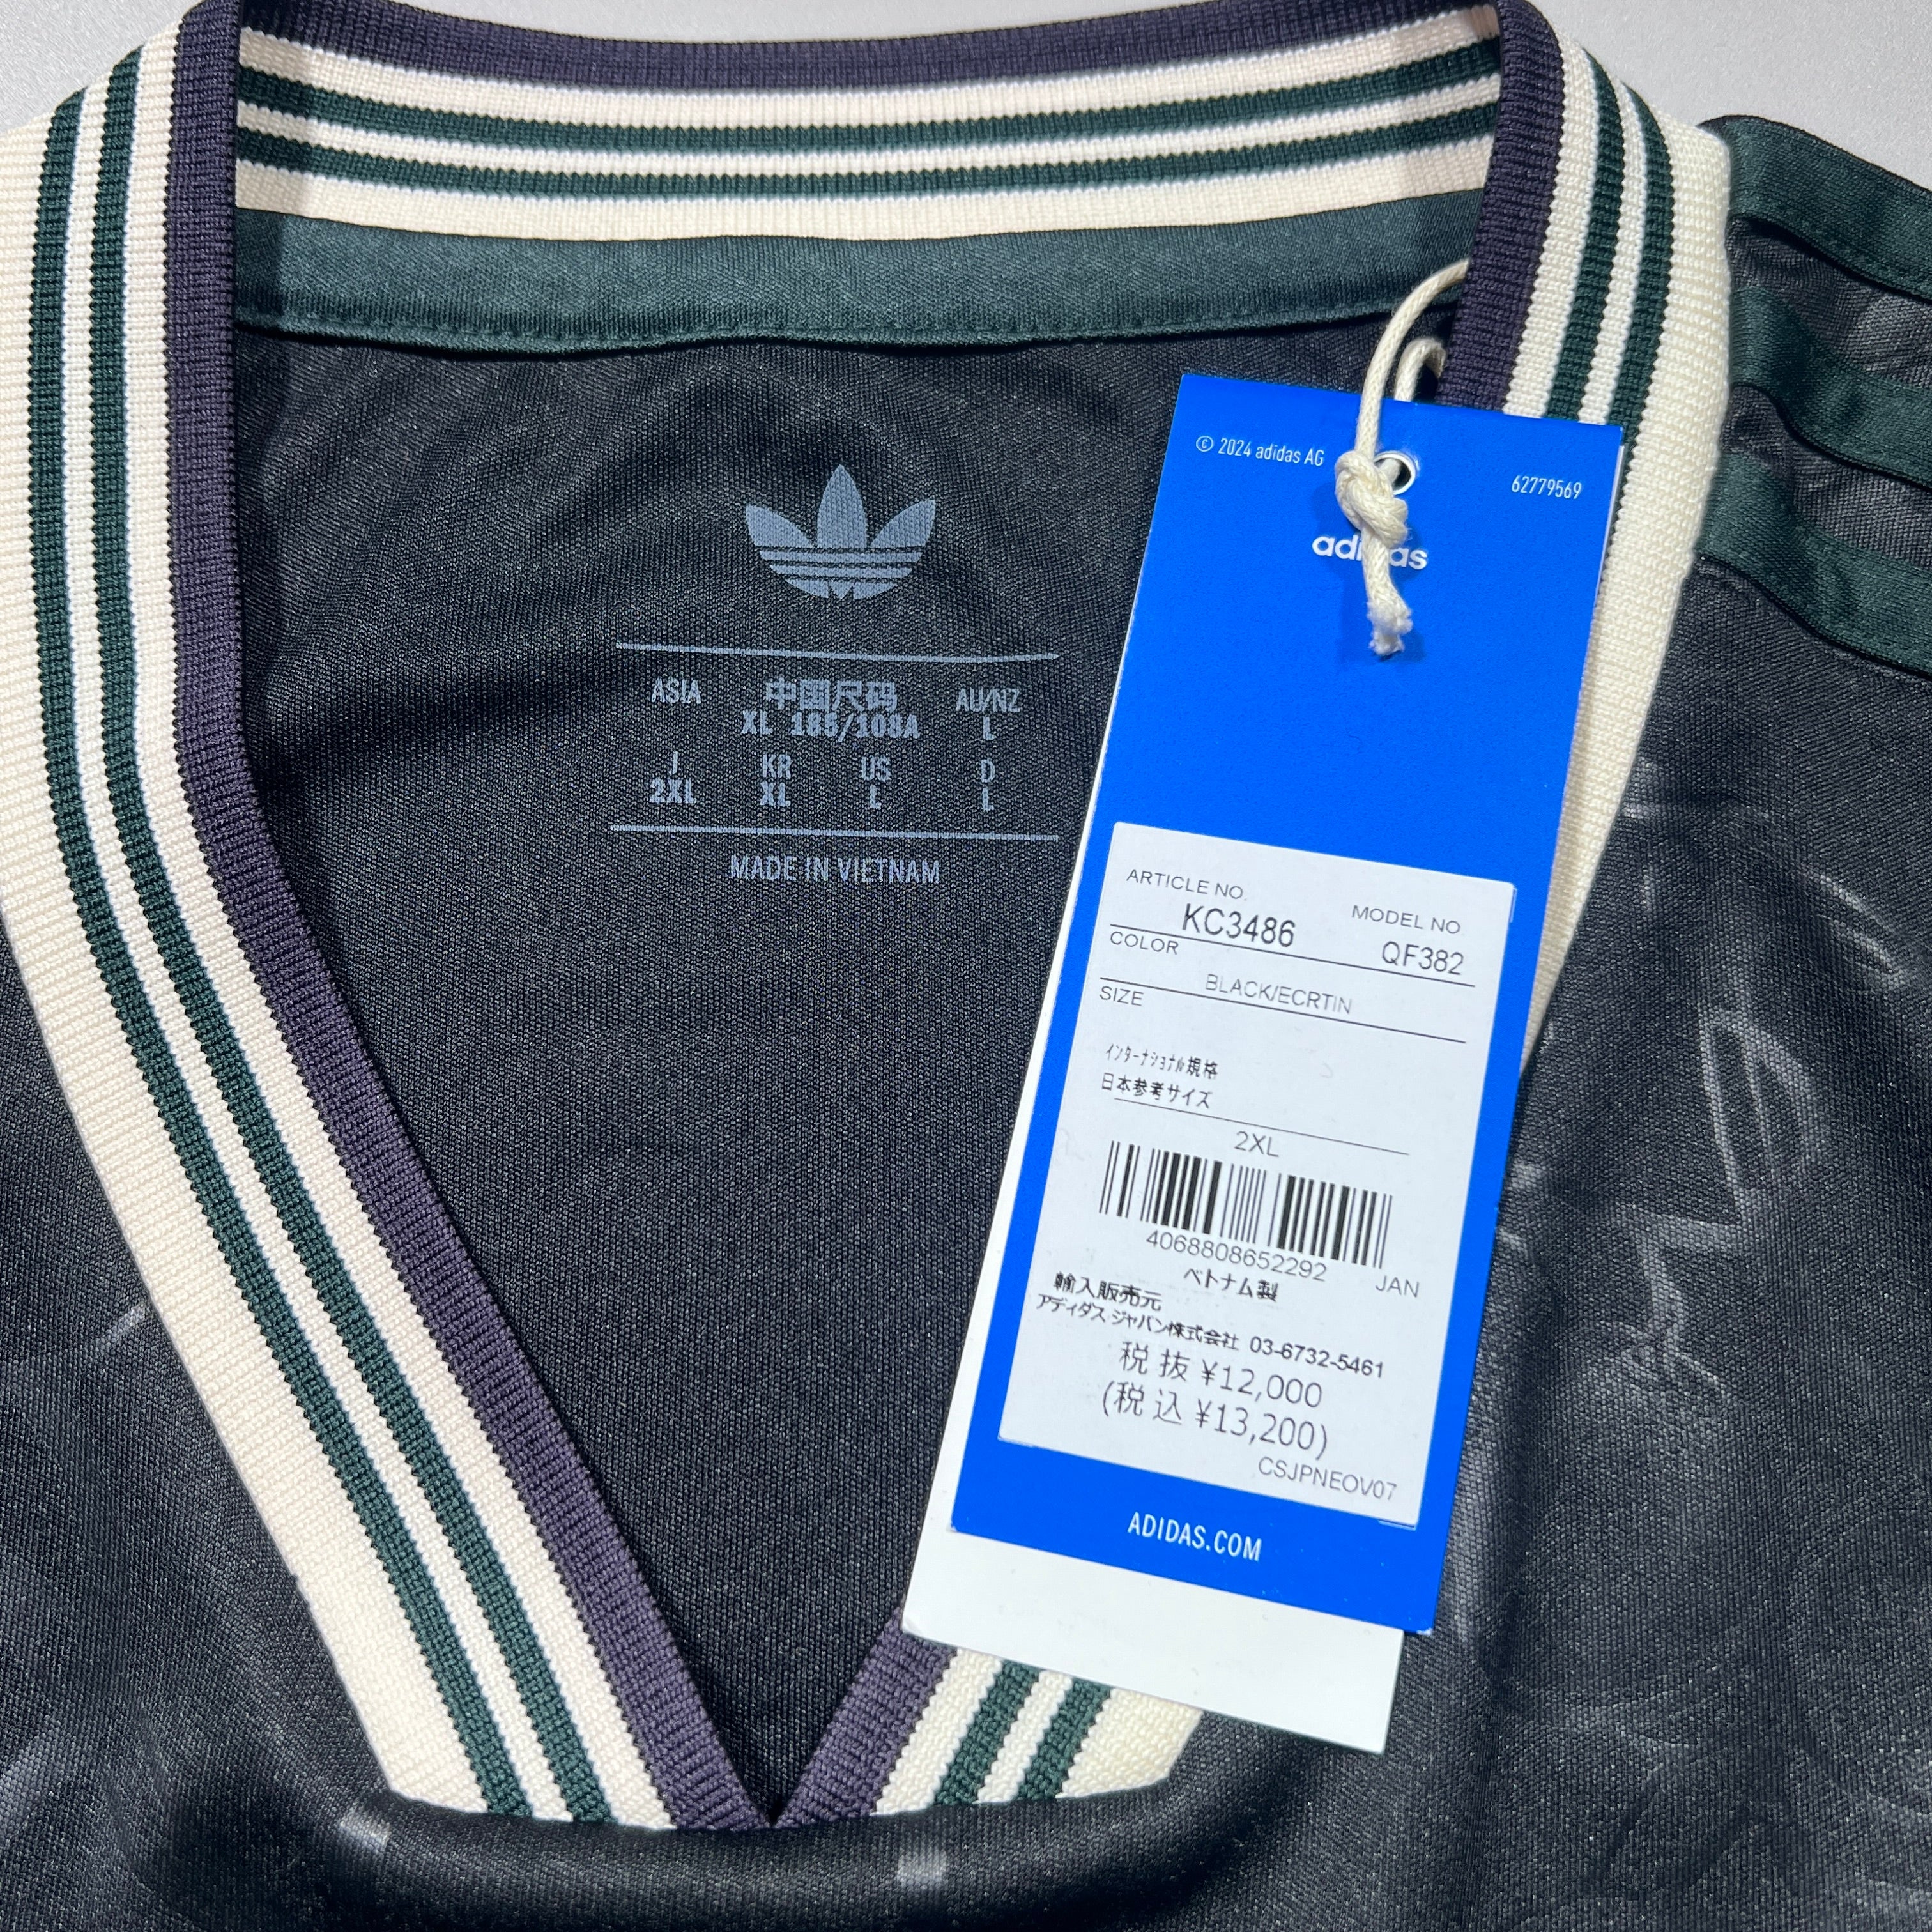 ASIA 中国尺码 AU/NZ
XL 185/108A L
J KR US D
2XL XL L L
MADE IN VIETNAM
© 2024 adidas AG
62779569
adidas
ARTICLE NO.
KC3486
MODEL NO
QF382
COLOR
BLACK/ECRTIN
SIZE
インターナショナル規格
日本参考サイズ
2XL
4068808652292
JAN
ベトナム製
輸入販売元
アディダス ジャパン株式会社 03-6732-5461
税抜 ¥12,000
(税込 ¥13,200)
CSJPNEOV07
ADIDAS.COM